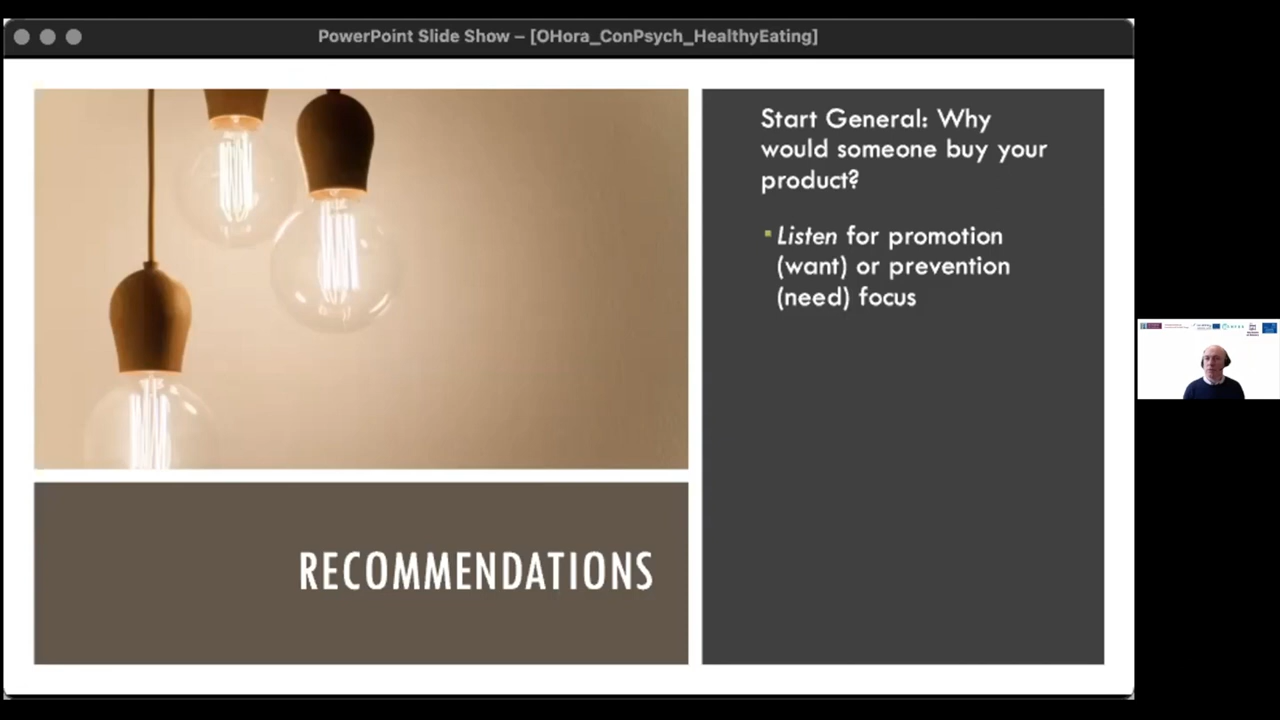 PowerPoint Slide Show – [OHora_ConPsych_HealthyEating]
Start General: Why
would someone buy your
product?
▪ Listen for promotion
(want) or prevention
(need) focus
RECOMMENDATIONS